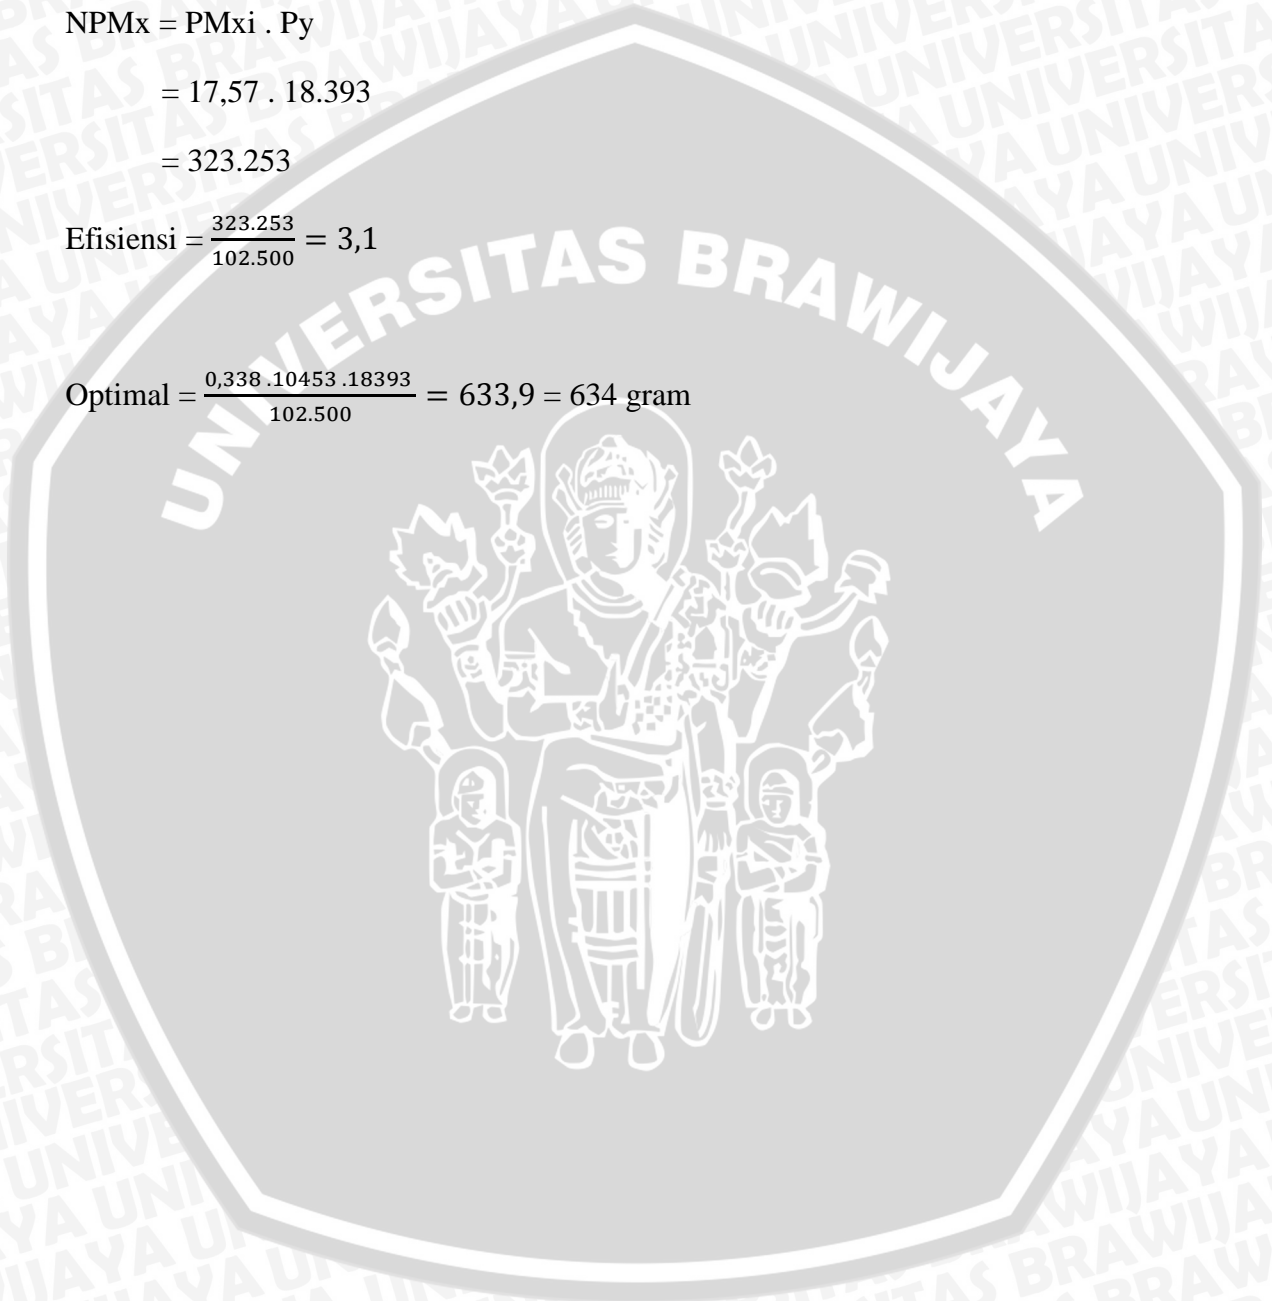 NPMx = PMxi . Py
= 17,57 . 18.393
= 323.253
Efisiensi = 323.253/102.500 = 3,1
Optimal = 0,338 .10453 .18393/102.500 = 633,9 = 634 gram
UNIVERSITAS BRAWIJAYA